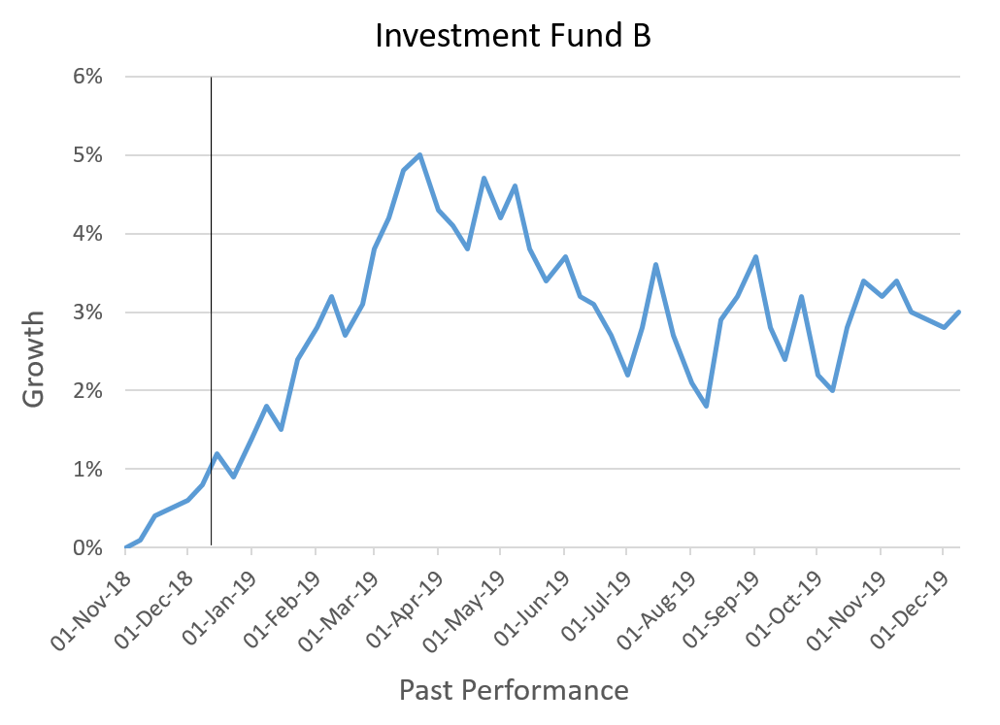 Investment Fund B
6%
5%
4%
3%
2%
1%
0%
Growth
01-Nov-18
01-Dec-18
01-Jan-19
01-Feb-19
01-Mar-19
01-Apr-19
01-May-19
01-Jun-19
01-Jul-19
01-Aug-19
01-Sep-19
01-Oct-19
01-Nov-19
01-Dec-19
Past Performance